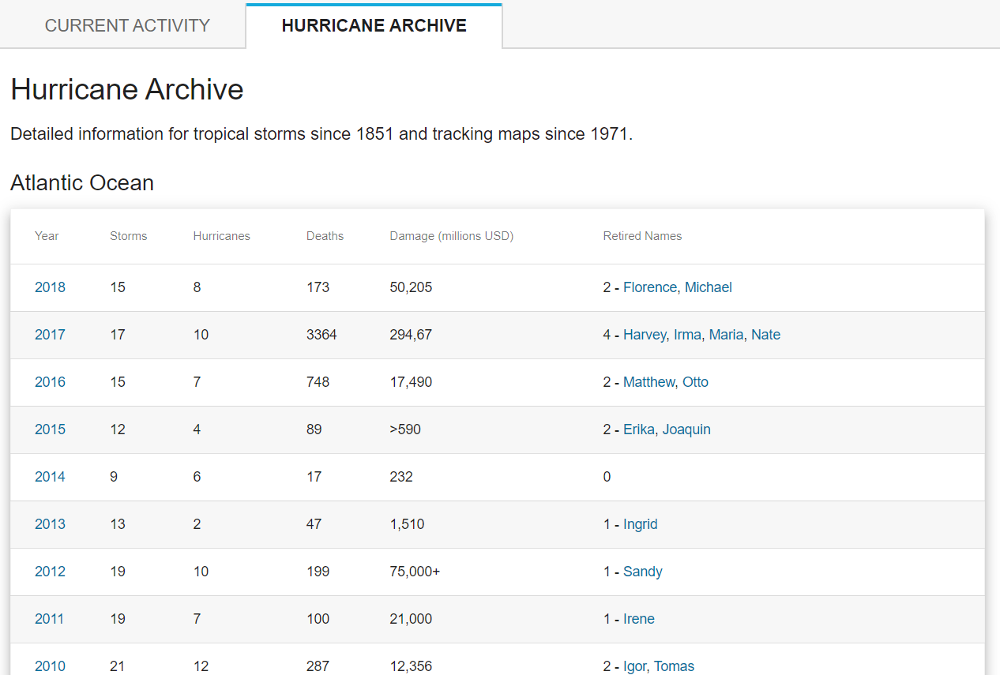 CURRENT ACTIVITY HURRICANE ARCHIVE
Hurricane Archive
Detailed information for tropical storms since 1851 and tracking maps since 1971.
Atlantic Ocean
Year Storms Hurricanes Deaths Damage (millions USD) Retired Names
2018 15 8 173 50,205 2 - Florence, Michael
2017 17 10 3364 294,67 4 - Harvey, Irma, Maria, Nate
2016 15 7 748 17,490 2 - Matthew, Otto
2015 12 4 89 >590 2 - Erika, Joaquin
2014 9 6 17 232 0
2013 13 2 47 1,510 1 - Ingrid
2012 19 10 199 75,000+ 1 - Sandy
2011 19 7 100 21,000 1 - Irene
2010 21 12 287 12,356 2 - Igor, Tomas